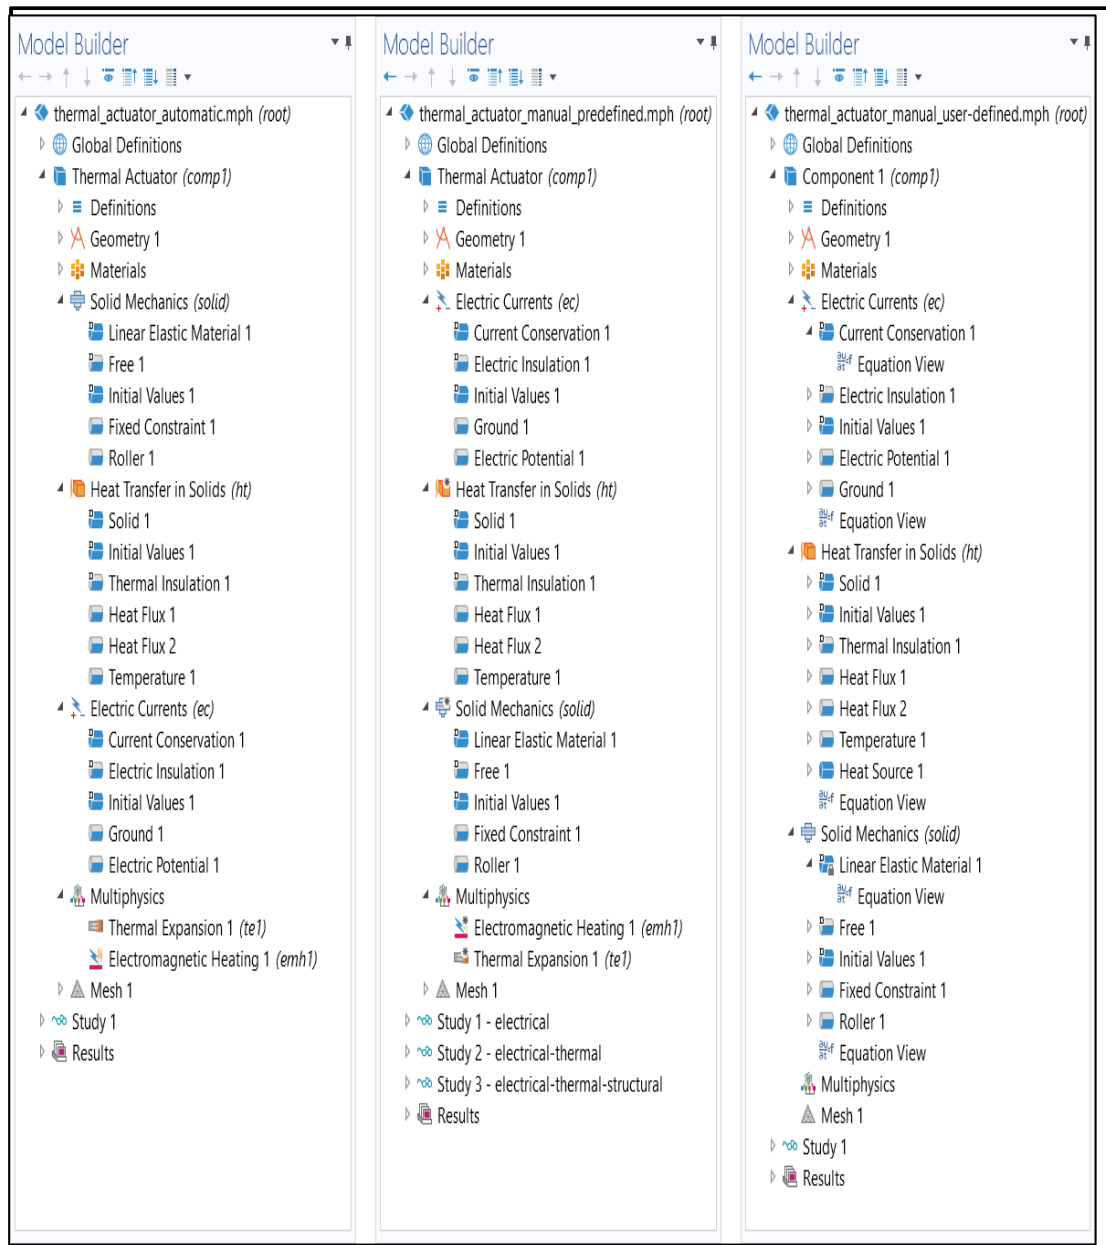 Model Builder
thermal_actuator_automatic.mph (root)
Global Definitions
Thermal Actuator (comp1)
Definitions
Geometry 1
Materials
Solid Mechanics (solid)
Linear Elastic Material 1
Free 1
Initial Values 1
Fixed Constraint 1
Roller 1
Heat Transfer in Solids (ht)
Solid 1
Initial Values 1
Thermal Insulation 1
Heat Flux 1
Heat Flux 2
Temperature 1
Electric Currents (ec)
Current Conservation 1
Electric Insulation 1
Initial Values 1
Ground 1
Electric Potential 1
Multiphysics
Thermal Expansion 1 (te1)
Electromagnetic Heating 1 (emh1)
Mesh 1
Study 1
Results
Model Builder
thermal_actuator_manual_predefined.mph (root)
Global Definitions
Thermal Actuator (comp1)
Definitions
Geometry 1
Materials
Electric Currents (ec)
Current Conservation 1
Electric Insulation 1
Initial Values 1
Ground 1
Electric Potential 1
Heat Transfer in Solids (ht)
Solid 1
Initial Values 1
Thermal Insulation 1
Heat Flux 1
Heat Flux 2
Temperature 1
Solid Mechanics (solid)
Linear Elastic Material 1
Free 1
Initial Values 1
Fixed Constraint 1
Roller 1
Multiphysics
Electromagnetic Heating 1 (emh1)
Thermal Expansion 1 (te1)
Mesh 1
Study 1 - electrical
Study 2 - electrical-thermal
Study 3 - electrical-thermal-structural
Results
Model Builder
thermal_actuator_manual_user-defined.mph (root)
Global Definitions
Component 1 (comp1)
Definitions
Geometry 1
Materials
Electric Currents (ec)
Current Conservation 1
Equation View
Electric Insulation 1
Initial Values 1
Electric Potential 1
Ground 1
Equation View
Heat Transfer in Solids (ht)
Solid 1
Initial Values 1
Thermal Insulation 1
Heat Flux 1
Heat Flux 2
Temperature 1
Heat Source 1
Equation View
Solid Mechanics (solid)
Linear Elastic Material 1
Equation View
Free 1
Initial Values 1
Fixed Constraint 1
Roller 1
Equation View
Multiphysics
Mesh 1
Study 1
Results